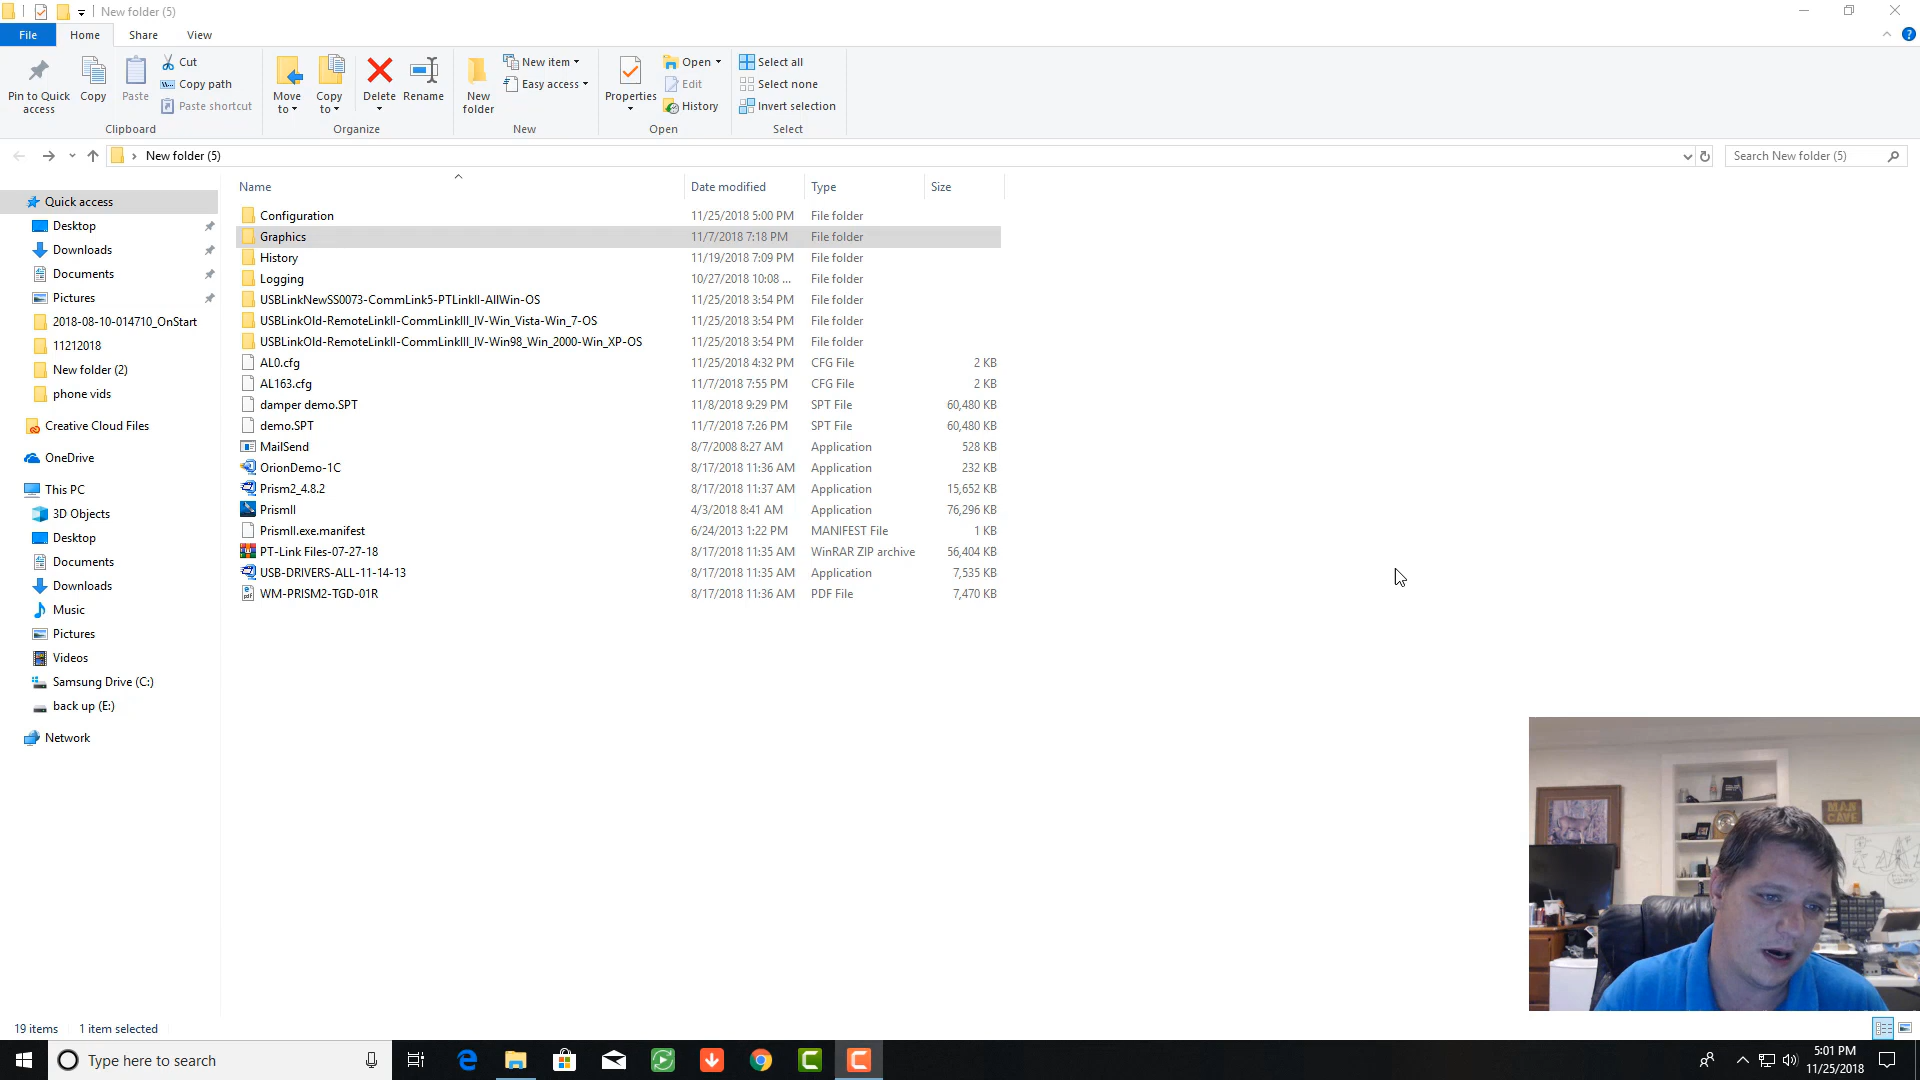 New folder (5)
File Home Share View
Pin to Quick access
Copy
Paste
Cut
Copy path
Paste shortcut
Clipboard
Move to
Copy to
Delete
Rename
Organize
New folder
New item
Easy access
New
Properties
Open
Edit
History
Open
Select all
Select none
Invert selection
Select
New folder (5)
Search New folder (5)
Name Date modified Type Size
Quick access
Desktop
Downloads
Documents
Pictures
2018-08-10-014710_OnStart
11212018
New folder (2)
phone vids
Creative Cloud Files
OneDrive
This PC
3D Objects
Desktop
Documents
Downloads
Music
Pictures
Videos
Samsung Drive (C:)
back up (E:)
Network
Configuration 11/25/2018 5:00 PM File folder
Graphics 11/7/2018 7:18 PM File folder
History 11/19/2018 7:09 PM File folder
Logging 10/27/2018 10:08 ... File folder
USBLinkNewSS0073-CommLink5-PTLinkII-AllWin-OS 11/25/2018 3:54 PM File folder
USBLinkOld-RemoteLinkII-CommLinkIII_IV-Win_Vista-Win_7-OS 11/25/2018 3:54 PM File folder
USBLinkOld-RemoteLinkII-CommLinkIII_IV-Win98_Win_2000-Win_XP-OS 11/25/2018 3:54 PM File folder
AL0.cfg 11/25/2018 4:32 PM CFG File 2 KB
AL163.cfg 11/7/2018 7:55 PM CFG File 2 KB
damper demo.SPT 11/8/2018 9:29 PM SPT File 60,480 KB
demo.SPT 11/7/2018 7:26 PM SPT File 60,480 KB
MailSend 8/7/2008 8:27 AM Application 528 KB
OrionDemo-1C 8/17/2018 11:36 AM Application 232 KB
Prism2_4.8.2 8/17/2018 11:37 AM Application 15,652 KB
PrismII 4/3/2018 8:41 AM Application 76,296 KB
PrismII.exe.manifest 6/24/2013 1:22 PM MANIFEST File 1 KB
PT-Link Files-07-27-18 8/17/2018 11:35 AM WinRAR ZIP archive 56,404 KB
USB-DRIVERS-ALL-11-14-13 8/17/2018 11:35 AM Application 7,535 KB
WM-PRISM2-TGD-01R 8/17/2018 11:36 AM PDF File 7,470 KB
MAN
CAVE
19 items 1 item selected
Type here to search
5:01 PM
11/25/2018